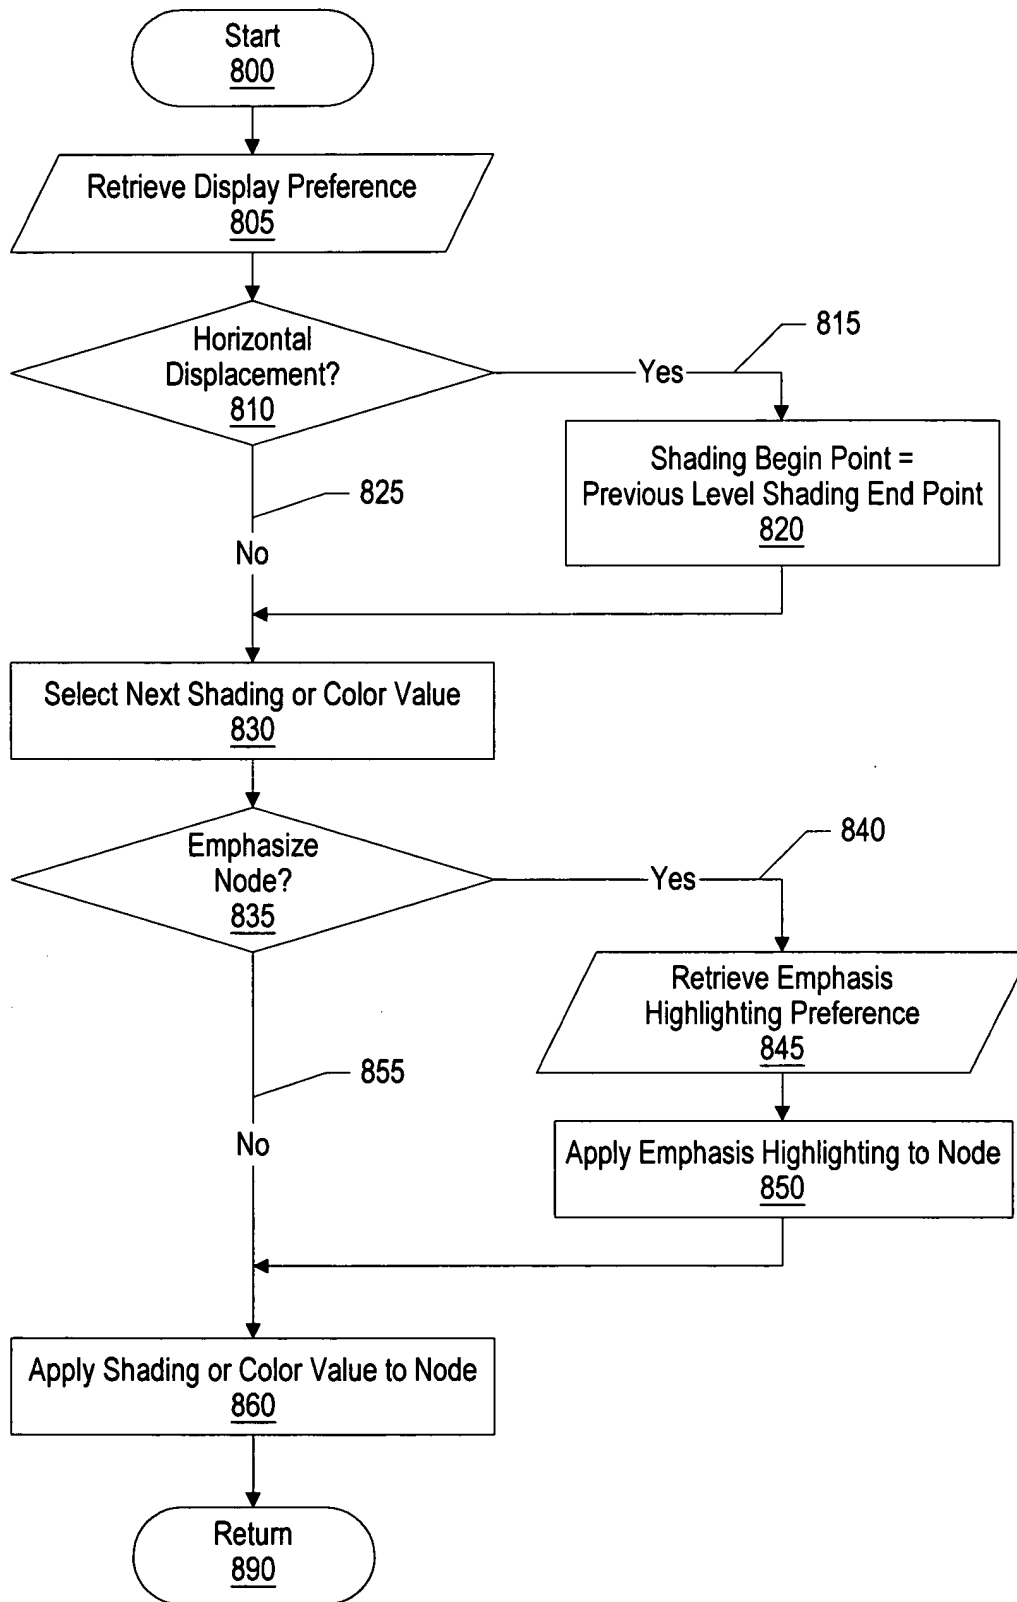 Start
800
Retrieve Display Preference
805
Horizontal
Displacement?
810
Yes
815
Shading Begin Point =
Previous Level Shading End Point
820
825
No
Select Next Shading or Color Value
830
Emphasize
Node?
835
Yes
840
Retrieve Emphasis
Highlighting Preference
845
855
Apply Emphasis Highlighting to Node
850
No
Apply Shading or Color Value to Node
860
Return
890